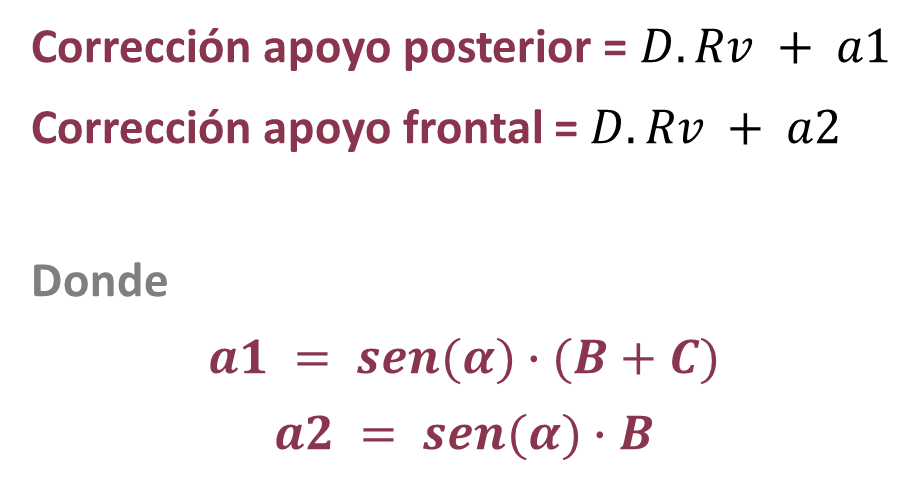 Corrección apoyo posterior = D.Rv + a1
Corrección apoyo frontal = D.Rv + a2
Donde
a1 = sen(α)·(B + C)
a2 = sen(α)·B